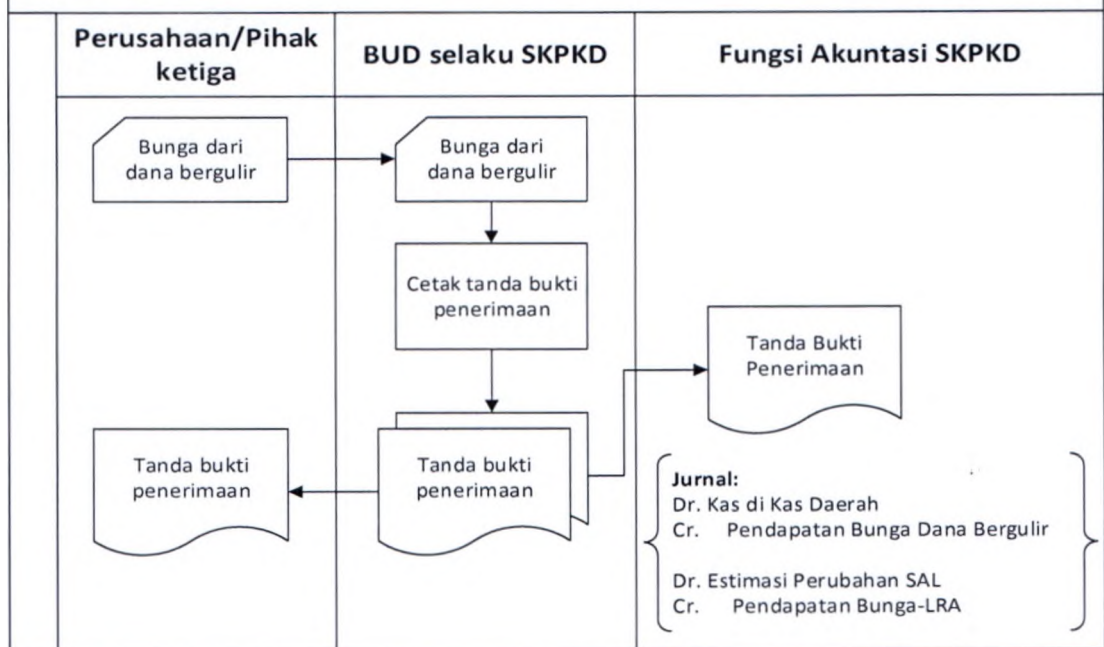 Perusahaan/Pihak
ketiga
BUD selaku SKPKD
Fungsi Akuntasi SKPKD
Bunga dari
dana bergulir
Bunga dari
dana bergulir
Cetak tanda bukti
penerimaan
Tanda Bukti
Penerimaan
Tanda bukti
penerimaan
Tanda bukti
penerimaan
Jurnal:
Dr. Kas di Kas Daerah
Cr. Pendapatan Bunga Dana Bergulir
Dr. Estimasi Perubahan SAL
Cr. Pendapatan Bunga-LRA